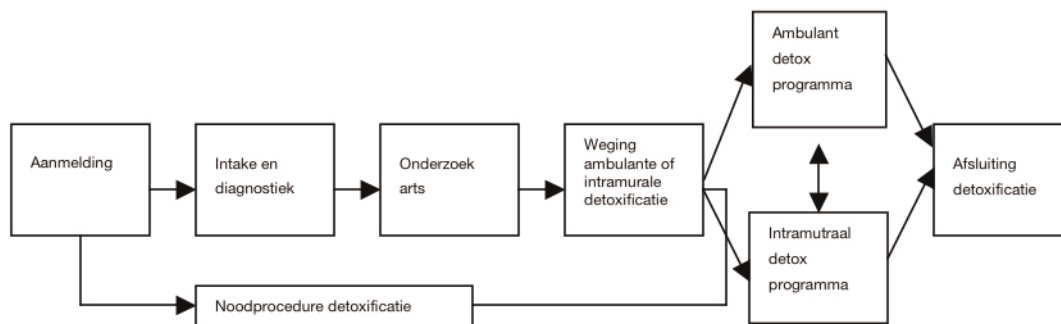 Aanmelding
Intake en
diagnostiek
Onderzoek
arts
Weging
ambulante of
intramurale
detoxificatie
Ambulant
detox
programma
Intramutraal
detox
programma
Afsluiting
detoxificatie
Noodprocedure detoxificatie